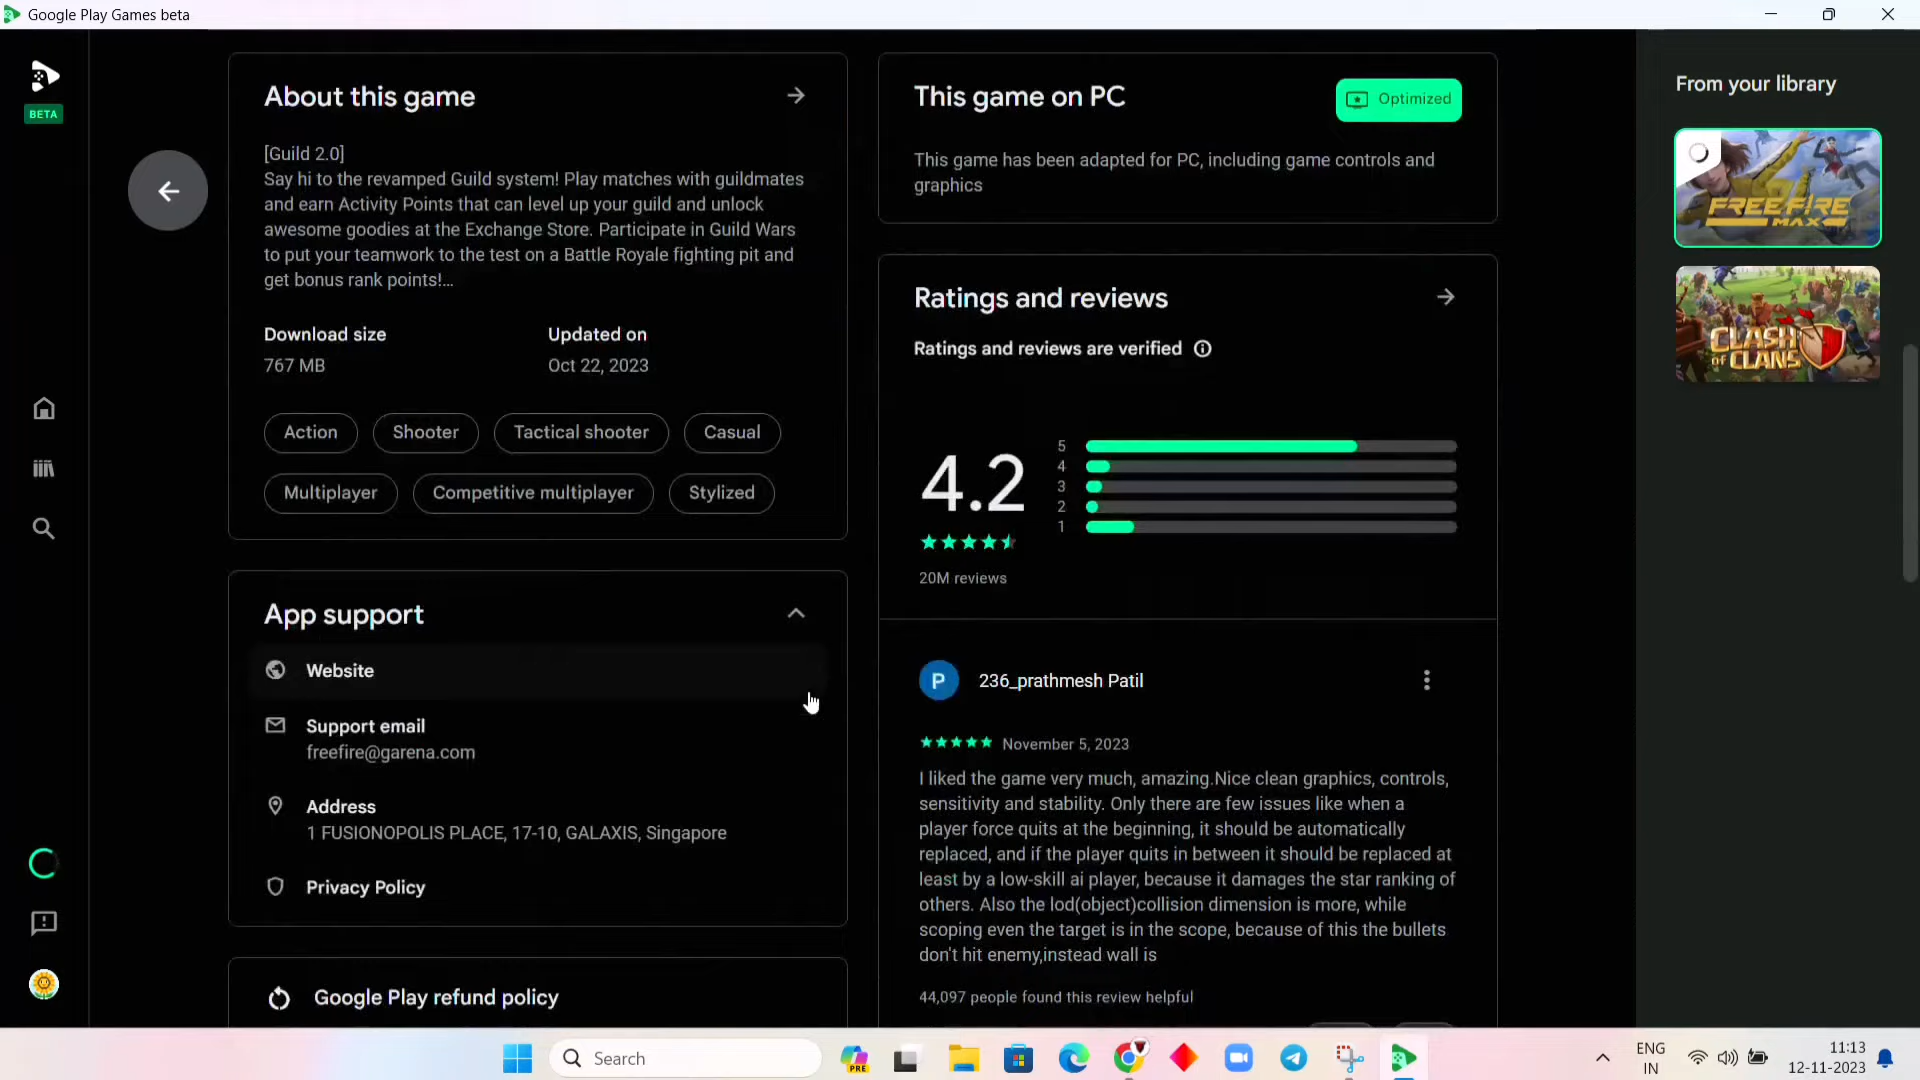 Google Play Games beta
BETA
About this game
[Guild 2.0]
Say hi to the revamped Guild system! Play matches with guildmates
and earn Activity Points that can level up your guild and unlock
awesome goodies at the Exchange Store. Participate in Guild Wars
to put your teamwork to the test on a Battle Royale fighting pit and
get bonus rank points!...
Download size
767 MB
Updated on
Oct 22, 2023
Action
Shooter
Tactical shooter
Casual
Multiplayer
Competitive multiplayer
Stylized
App support
Website
Support email
freefire@garena.com
Address
1 FUSIONOPOLIS PLACE, 17-10, GALAXIS, Singapore
Privacy Policy
Google Play refund policy
This game on PC
Optimized
This game has been adapted for PC, including game controls and
graphics
Ratings and reviews
Ratings and reviews are verified
4.2
20M reviews
5
4
3
2
1
P
236_prathmesh Patil
November 5, 2023
I liked the game very much, amazing.Nice clean graphics, controls,
sensitivity and stability. Only there are few issues like when a
player force quits at the beginning, it should be automatically
replaced, and if the player quits in between it should be replaced at
least by a low-skill ai player, because it damages the star ranking of
others. Also the lod(object)collision dimension is more, while
scoping even the target is in the scope, because of this the bullets
don't hit enemy,instead wall is
44,097 people found this review helpful
From your library
FREE FIRE
MAX
CLASH
OF CLANS
Search
PRE
ENG
IN
11:13
12-11-2023